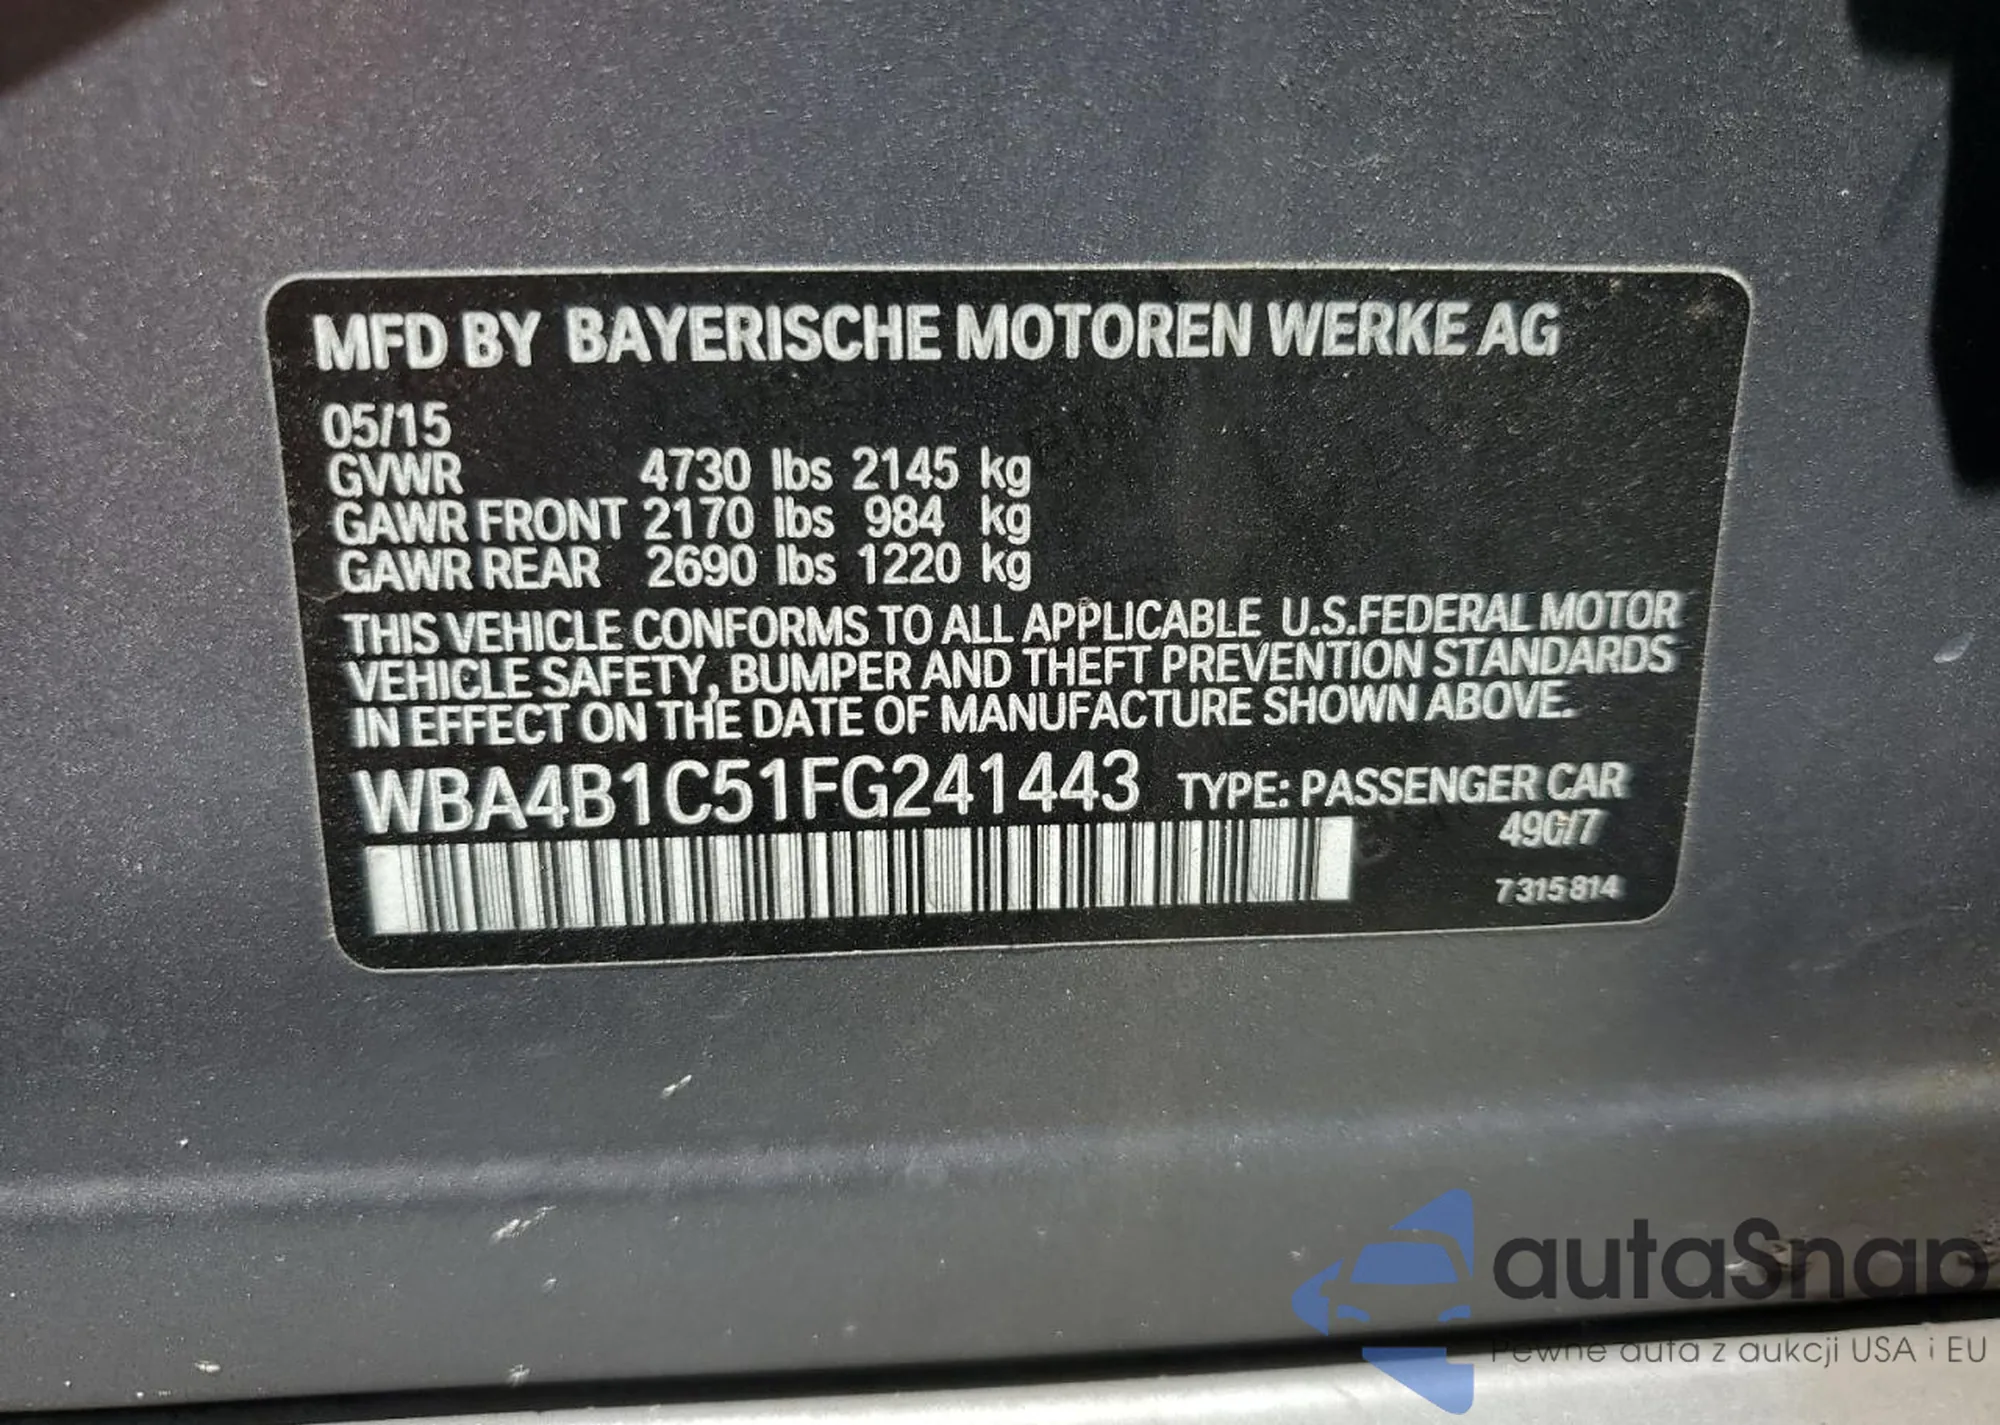 MFD BY BAYERISCHE MOTOREN WERKE AG
05/15
GVWR 4730 lbs 2145 kg
GAWR FRONT 2170 lbs 984 kg
GAWR REAR 2690 lbs 1220 kg
THIS VEHICLE CONFORMS TO ALL APPLICABLE U.S.FEDERAL MOTOR
VEHICLE SAFETY, BUMPER AND THEFT PREVENTION STANDARDS
IN EFFECT ON THE DATE OF MANUFACTURE SHOWN ABOVE.
WBA4B1C51FG241443 TYPE: PASSENGER CAR
7 315 814
autaSnap
Pewne auta z aukcji USA i EU